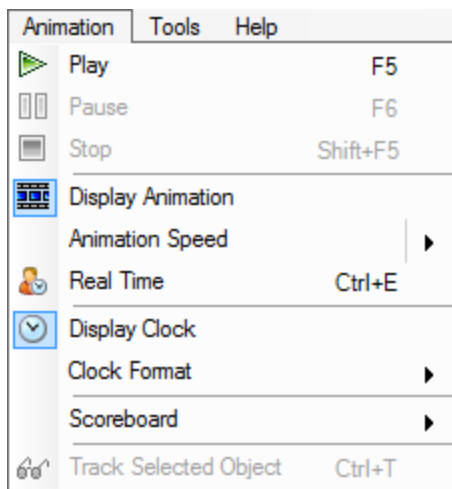 Animation Tools Help
Play F5
Pause F6
Stop Shift+F5
Display Animation
Animation Speed
Real Time Ctrl+E
Display Clock
Clock Format
Scoreboard
Track Selected Object Ctrl+T